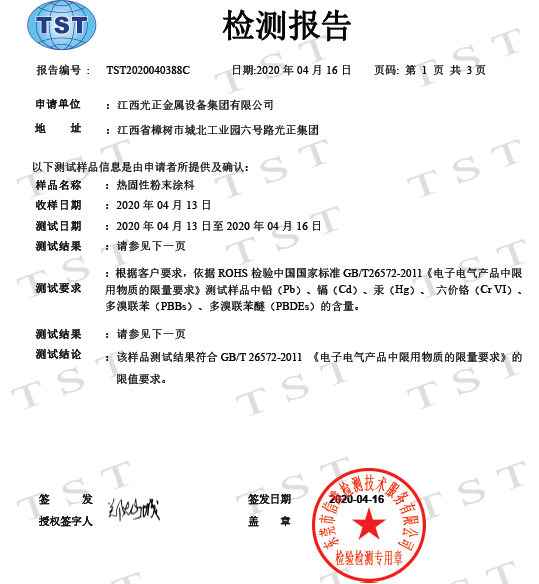 TST
检测报告
报告编号 : TST2020040388C 日期:2020 年 04 月 16 日 页码: 第 1 页 共 3 页
申请单位 : 江西光正金属设备集团有限公司
地 址 : 江西省樟树市城北工业园六号路光正集团
以下测试样品信息是由申请者所提供及确认:
样品名称 : 热固性粉末涂料
收样日期 : 2020 年 04 月 13 日
测试日期 : 2020 年 04 月 13 日至 2020 年 04 月 16 日
测试结果 : 请参见下一页
测试要求 : 根据客户要求，依据 ROHS 检验中国国家标准 GB/T26572-2011《电子电气产品中限
用物质的限量要求》测试样品中铅（Pb）、镉（Cd）、汞（Hg）、 六价铬（Cr VI）、
多溴联苯（PBBs）、多溴联苯醚（PBDEs）的含量。
测试结果 : 请参见下一页
测试结论 : 该样品测试结果符合 GB/T 26572-2011 《电子电气产品中限用物质的限量要求》的
限值要求。
签 发 签发日期 2020-04-16
授权签字人 盖 章
东莞市信 检测技术服务有限公司
检验检测专用章